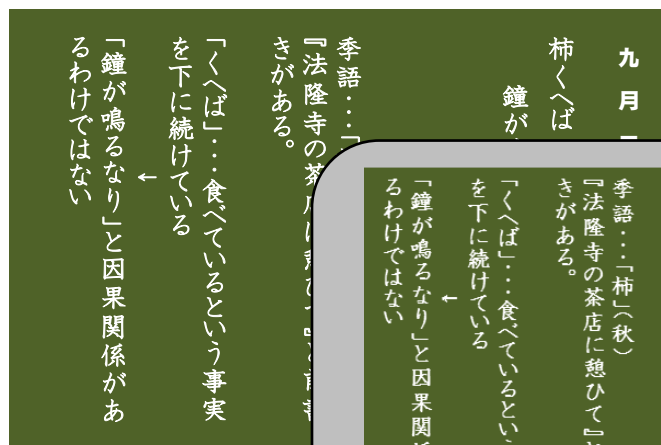 九月
柿くへば
鐘が
季語・・・「
『法隆寺の茶
きがある。
「くへば」・・・食べているという事実
を下に続けている
←
「鐘が鳴るなり」と因果関係があ
るわけではない
季語・・・「柿」（秋）
『法隆寺の茶店に憩ひて』
きがある。
「くへば」・・・食べているとい
を下に続けている
←
「鐘が鳴るなり」と因果関
るわけではない